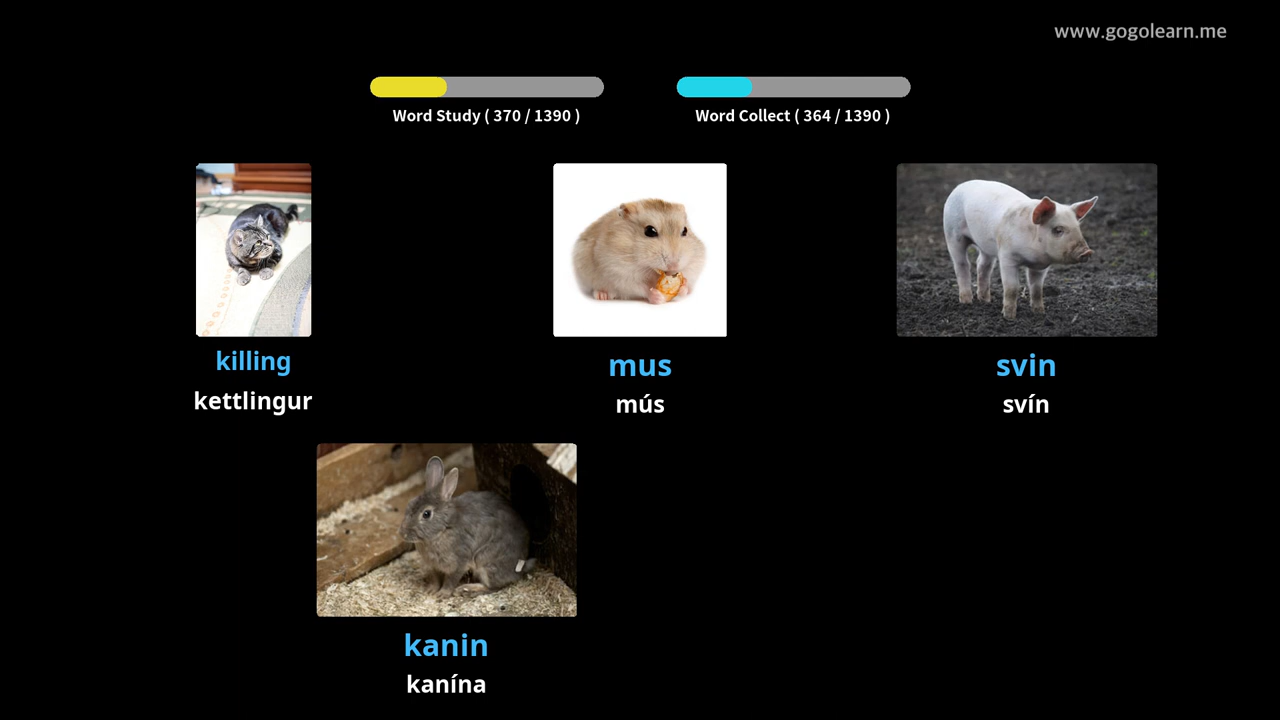 www.gogolearn.me
Word Study ( 370 / 1390 )
Word Collect ( 364 / 1390 )
killing
kettlingur
mus
mús
svin
svín
kanin
kanína